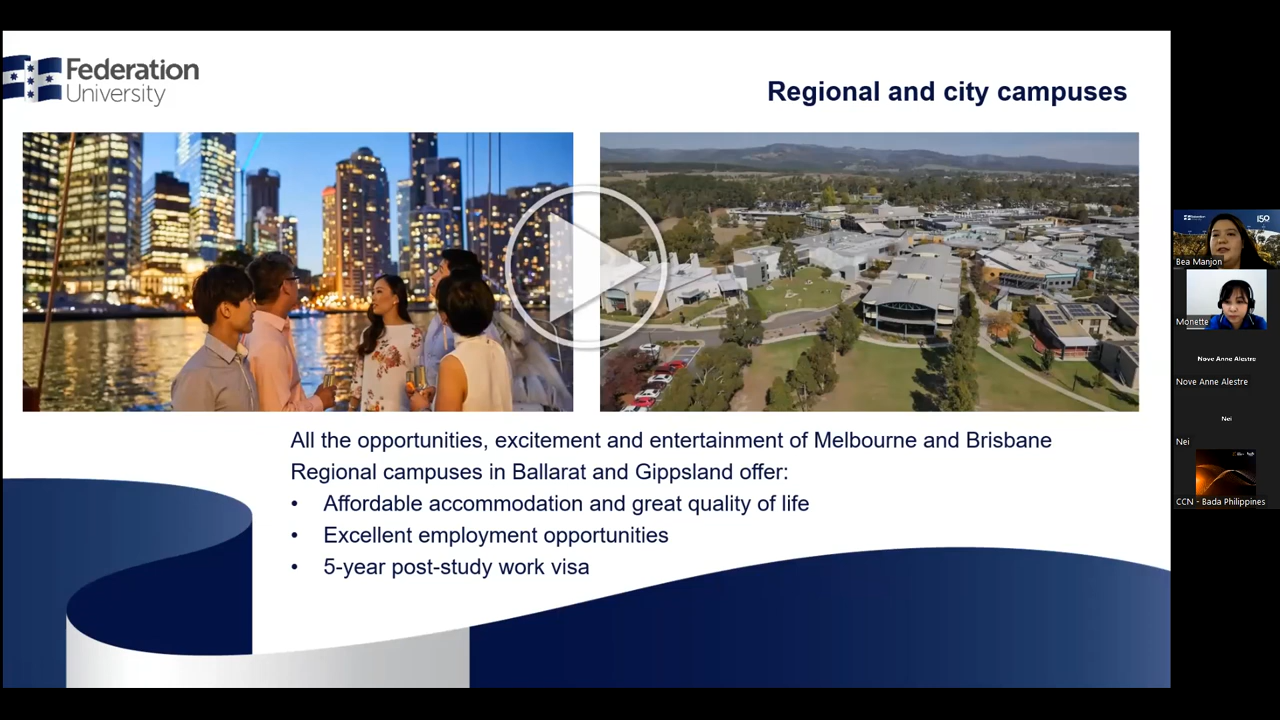 Federation
University
Regional and city campuses
All the opportunities, excitement and entertainment of Melbourne and Brisbane
Regional campuses in Ballarat and Gippsland offer:
• Affordable accommodation and great quality of life
• Excellent employment opportunities
• 5-year post-study work visa
Federation
150
Bea Manjon
Monette
Nove Anne Alestre
Nove Anne Alestre
Nei
Nei
CCN - Bada Philippines